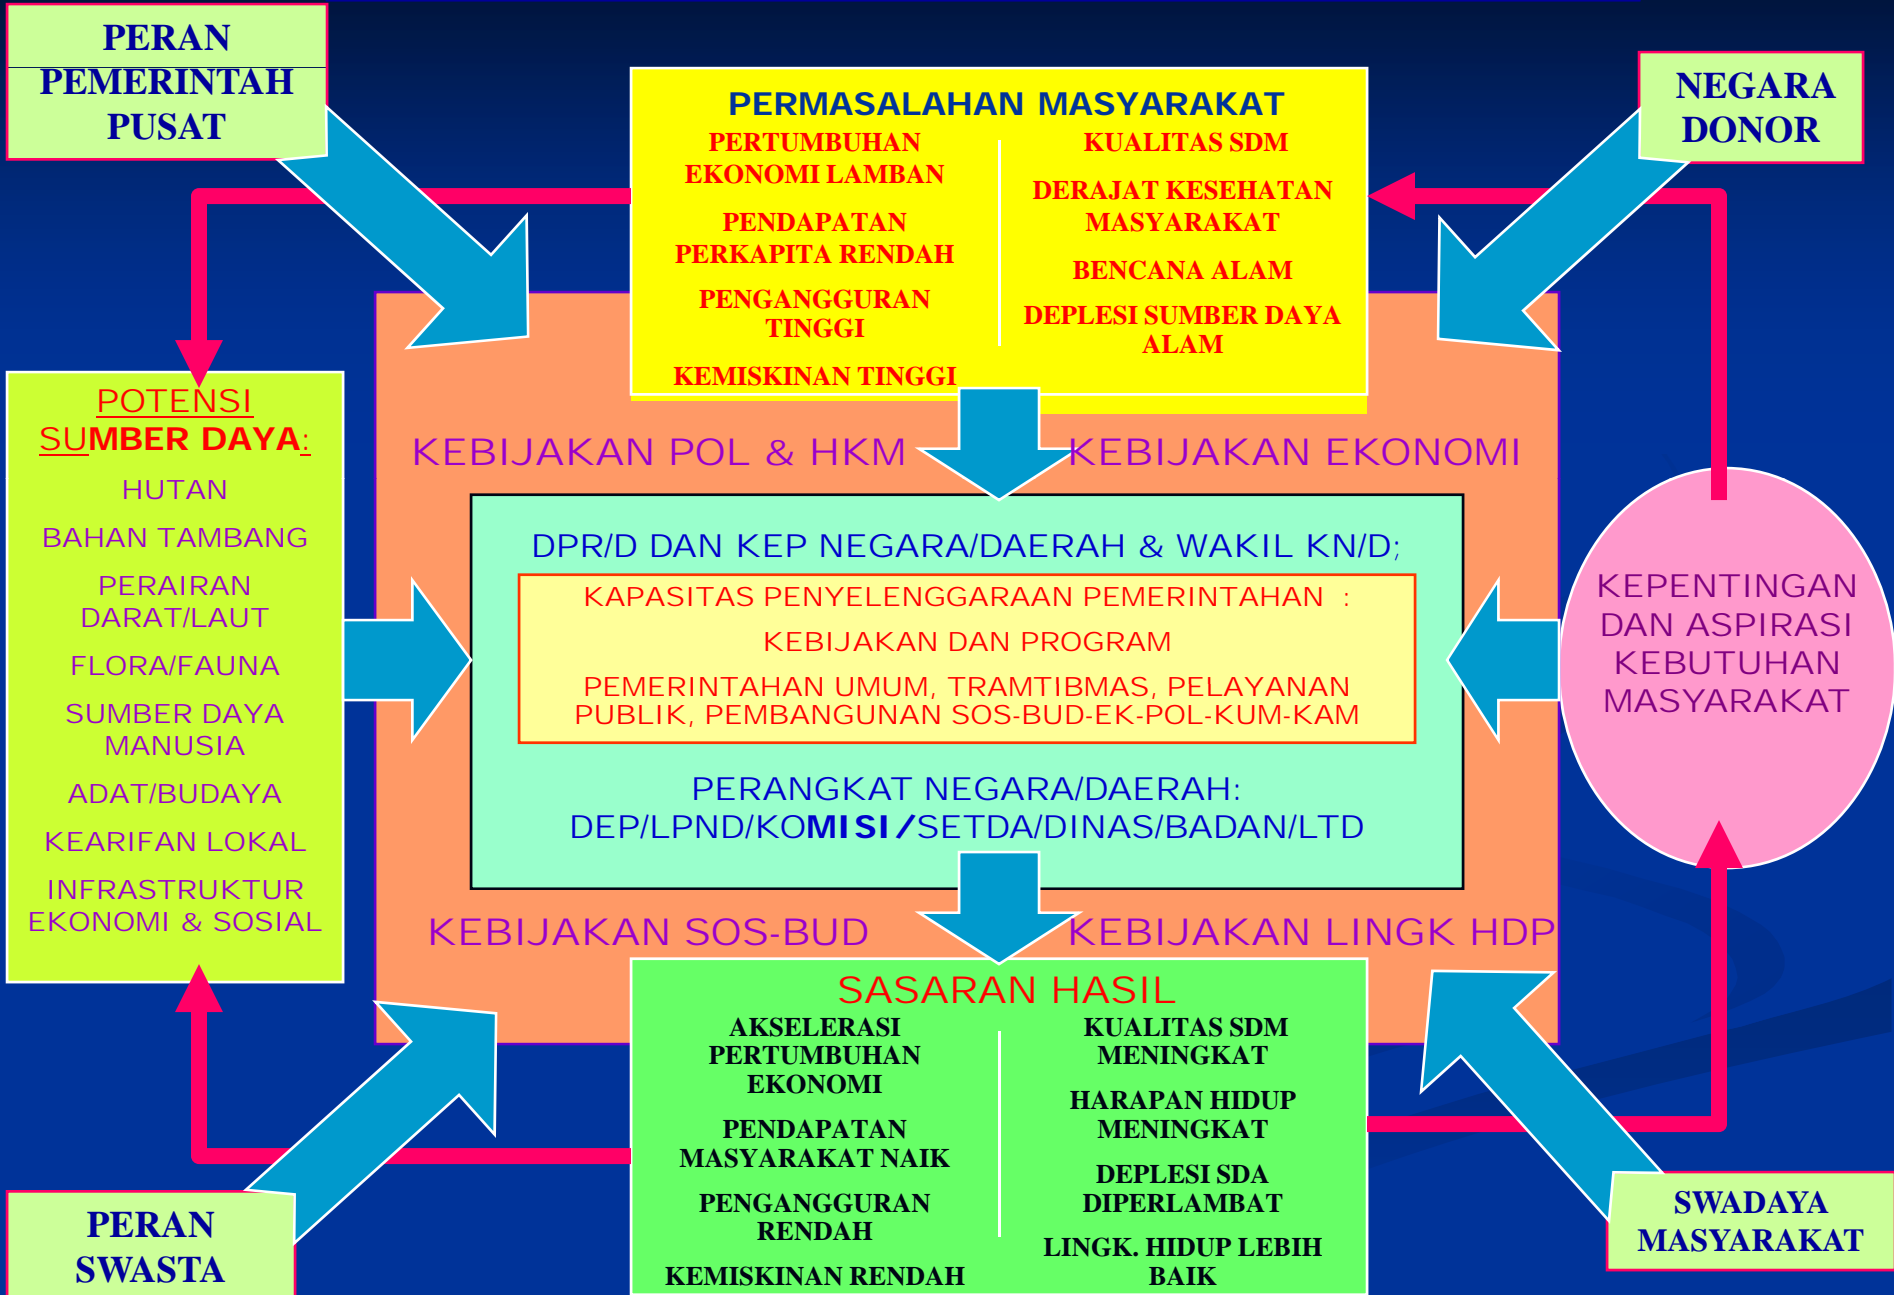 PERAN
PEMERINTAH
PUSAT
NEGARA
DONOR
PERMASALAHAN MASYARAKAT
PERTUMBUHAN
EKONOMI LAMBAN
PENDAPATAN
PERKAPITA RENDAH
PENGANGGURAN
TINGGI
KEMISKINAN TINGGI
KUALITAS SDM
DERAJAT KESEHATAN
MASYARAKAT
BENCANA ALAM
DEPLESI SUMBER DAYA
ALAM
POTENSI
SUMBER DAYA:
HUTAN
BAHAN TAMBANG
PERAIRAN
DARAT/LAUT
FLORA/FAUNA
SUMBER DAYA
MANUSIA
ADAT/BUDAYA
KEARIFAN LOKAL
INFRASTRUKTUR
EKONOMI & SOSIAL
KEBIJAKAN POL & HKM
KEBIJAKAN EKONOMI
DPR/D DAN KEP NEGARA/DAERAH & WAKIL KN/D;
KAPASITAS PENYELENGGARAAN PEMERINTAHAN :
KEBIJAKAN DAN PROGRAM
PEMERINTAHAN UMUM, TRAMTIBMAS, PELAYANAN
PUBLIK, PEMBANGUNAN SOS-BUD-EK-POL-KUM-KAM
PERANGKAT NEGARA/DAERAH:
DEP/LPND/KOMISI/SETDA/DINAS/BADAN/LTD
KEPENTINGAN
DAN ASPIRASI
KEBUTUHAN
MASYARAKAT
KEBIJAKAN SOS-BUD
KEBIJAKAN LINGK HDP
SASARAN HASIL
AKSELERASI
PERTUMBUHAN
EKONOMI
PENDAPATAN
MASYARAKAT NAIK
PENGANGGURAN
RENDAH
KEMISKINAN RENDAH
KUALITAS SDM
MENINGKAT
HARAPAN HIDUP
MENINGKAT
DEPLESI SDA
DIPERLAMBAT
LINGK. HIDUP LEBIH
BAIK
PERAN
SWASTA
SWADAYA
MASYARAKAT